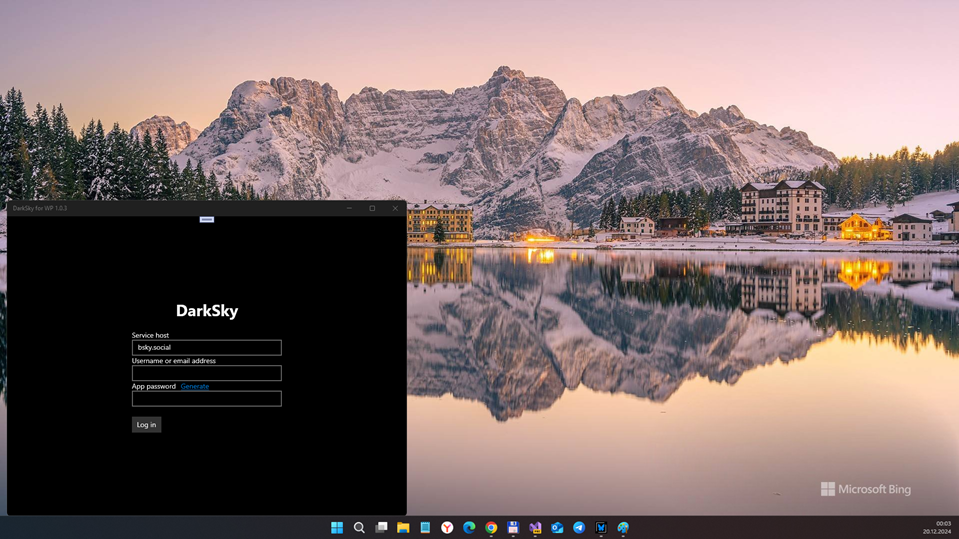 DarkSky for WP 1.0.3
DarkSky
Service host
bsky.social
Username or email address
App password Generate
Log in
Microsoft Bing
00:03
20.12.2024